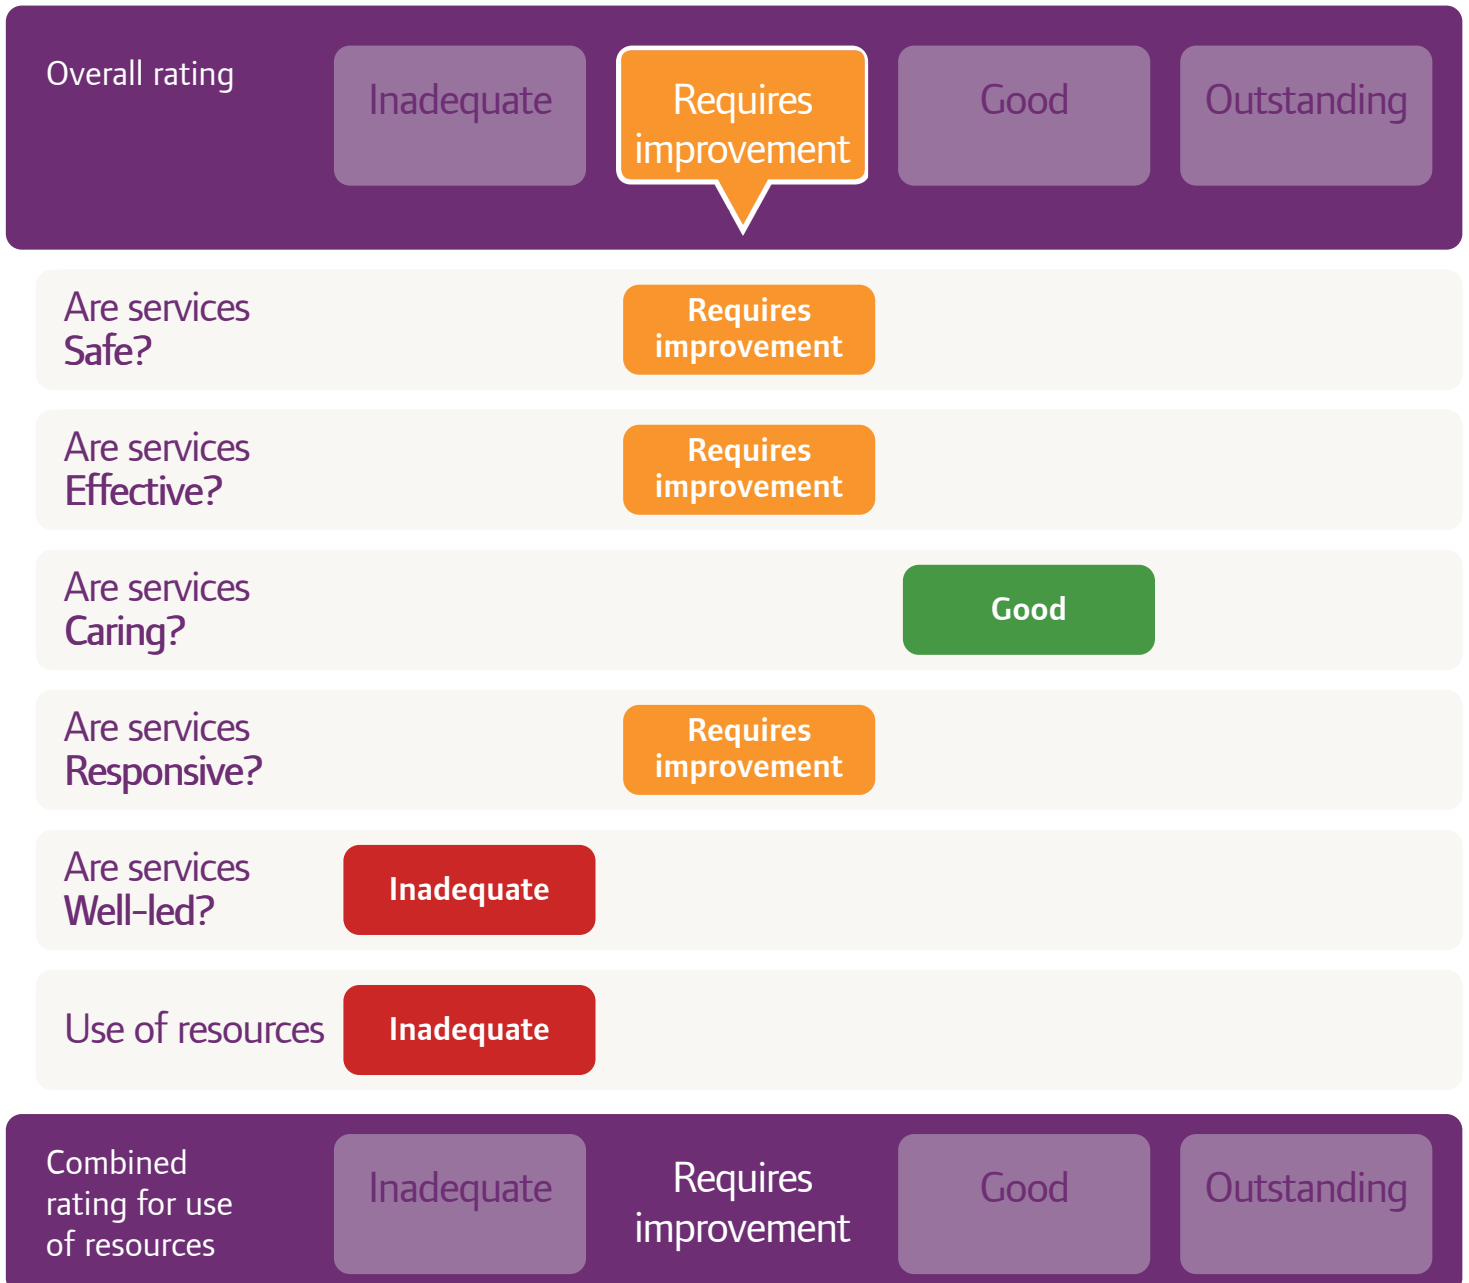 Overall rating
Inadequate
Requires
improvement
Good
Outstanding
Are services
Safe?
Requires
improvement
Are services
Effective?
Requires
improvement
Are services
Caring?
Good
Are services
Responsive?
Requires
improvement
Are services
Well-led?
Inadequate
Use of resources
Inadequate
Combined
rating for use
of resources
Inadequate
Requires
improvement
Good
Outstanding